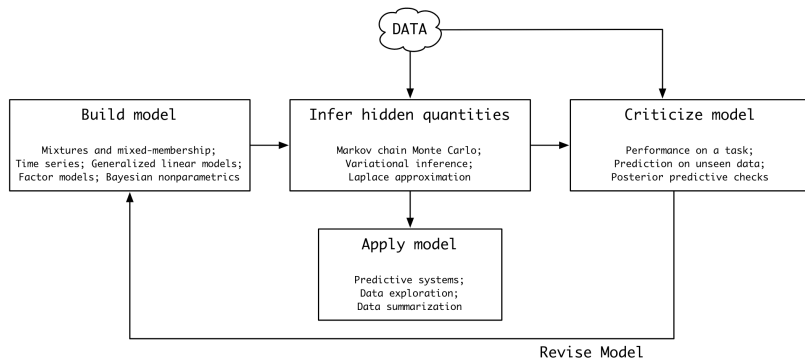 DATA
Build model
Mixtures and mixed-membership;
Time series; Generalized linear models;
Factor models; Bayesian nonparametrics
Infer hidden quantities
Markov chain Monte Carlo;
Variational inference;
Laplace approximation
Criticize model
Performance on a task;
Prediction on unseen data;
Posterior predictive checks
Apply model
Predictive systems;
Data exploration;
Data summarization
Revise Model